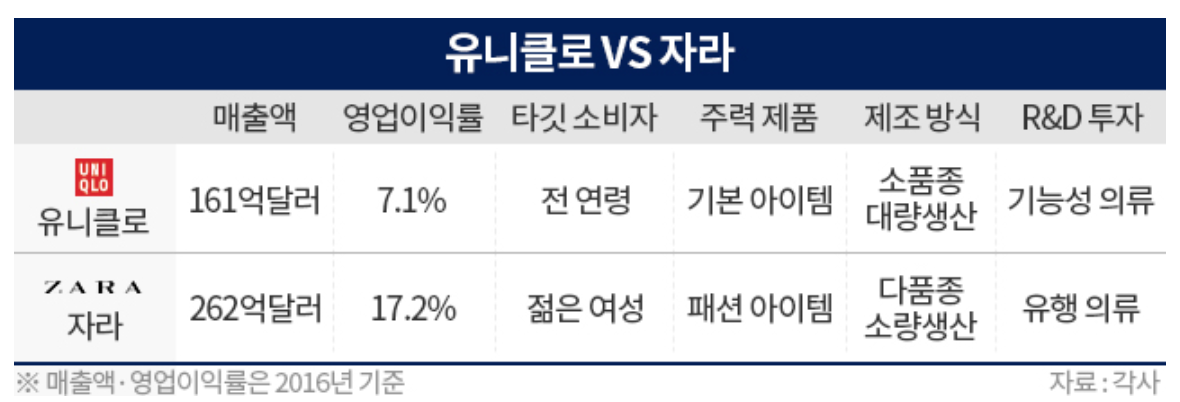 유니클로 VS 자라
매출액 영업이익률 타깃 소비자 주력 제품 제조 방식 R&D 투자
UNI
QLO
유니클로 161억달러 7.1% 전 연령 기본 아이템 소품종 대량생산 기능성 의류
ZARA
자라 262억달러 17.2% 젊은 여성 패션 아이템 다품종 소량생산 유행 의류
※ 매출액·영업이익률은 2016년 기준 자료 : 각사